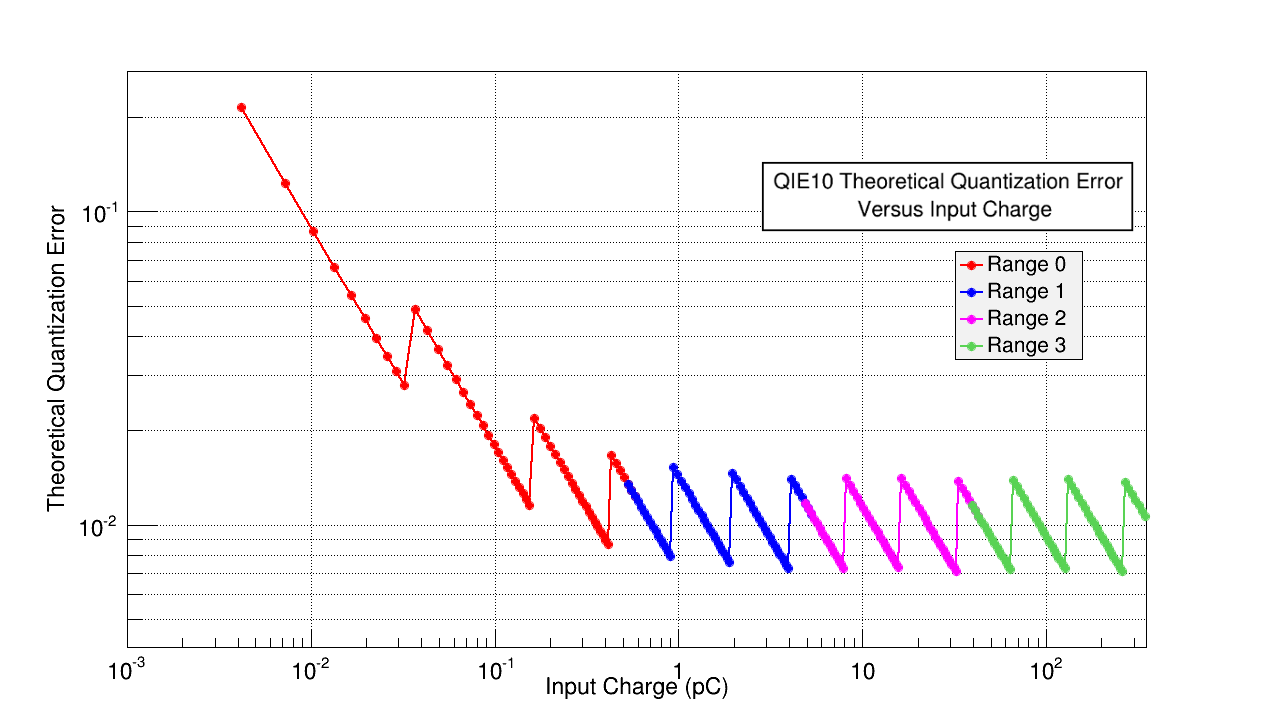 QIE10 Theoretical Quantization Error
Versus Input Charge
Range 0
Range 1
Range 2
Range 3
Theoretical Quantization Error
10⁻¹
10⁻²
10⁻³
10⁻²
10⁻¹
1
10
10²
Input Charge (pC)